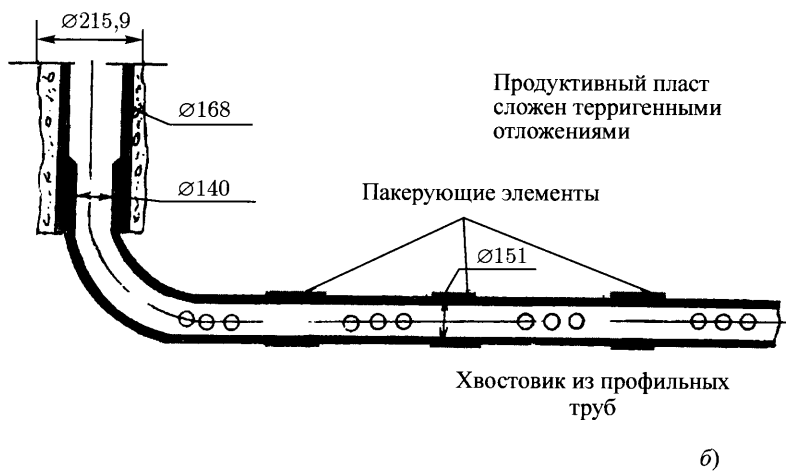 ∅215,9
Продуктивный пласт
сложен терригенными
отложениями
∅168
∅140
Пакерующие элементы
∅151
Хвостовик из профильных
труб
б)